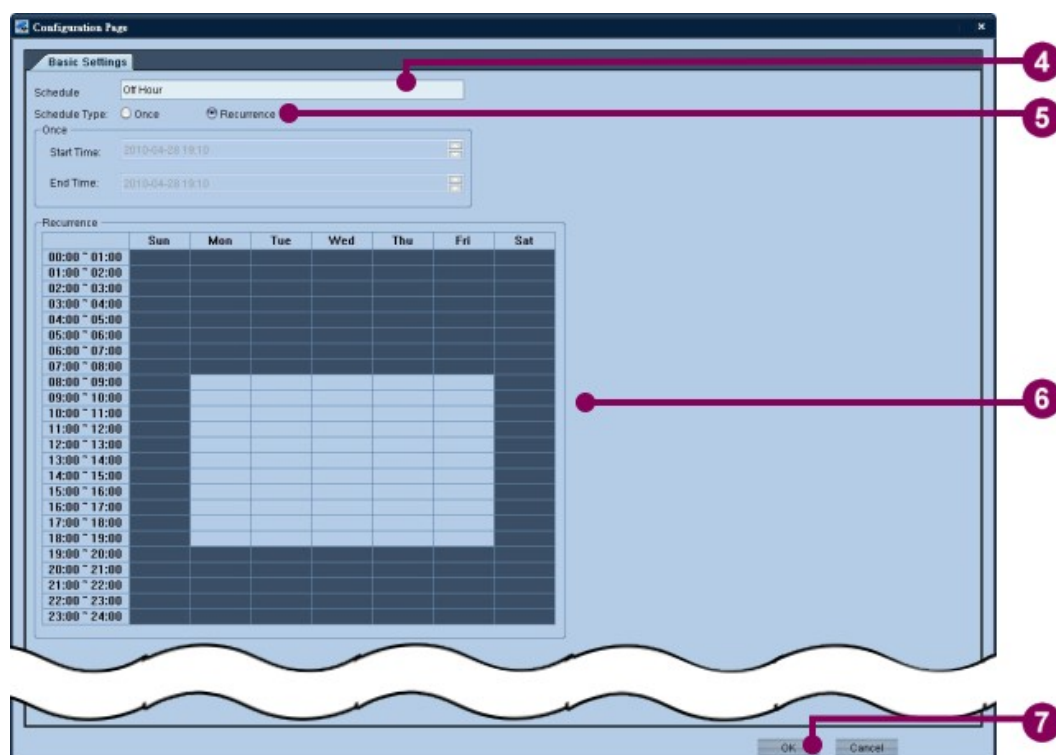 Configuration Page
Basic Settings
4
Schedule Off Hour
Schedule Type: Once Recurrence
5
Once
Start Time: 2010-04-28 19:10
End Time: 2010-04-28 19:10
Recurrence
Sun Mon Tue Wed Thu Fri Sat
00:00 ~ 01:00
01:00 ~ 02:00
02:00 ~ 03:00
03:00 ~ 04:00
04:00 ~ 05:00
05:00 ~ 06:00
06:00 ~ 07:00
07:00 ~ 08:00
08:00 ~ 09:00
09:00 ~ 10:00
6
10:00 ~ 11:00
11:00 ~ 12:00
12:00 ~ 13:00
13:00 ~ 14:00
14:00 ~ 15:00
15:00 ~ 16:00
16:00 ~ 17:00
17:00 ~ 18:00
18:00 ~ 19:00
19:00 ~ 20:00
20:00 ~ 21:00
21:00 ~ 22:00
22:00 ~ 23:00
23:00 ~ 24:00
7
OK Cancel